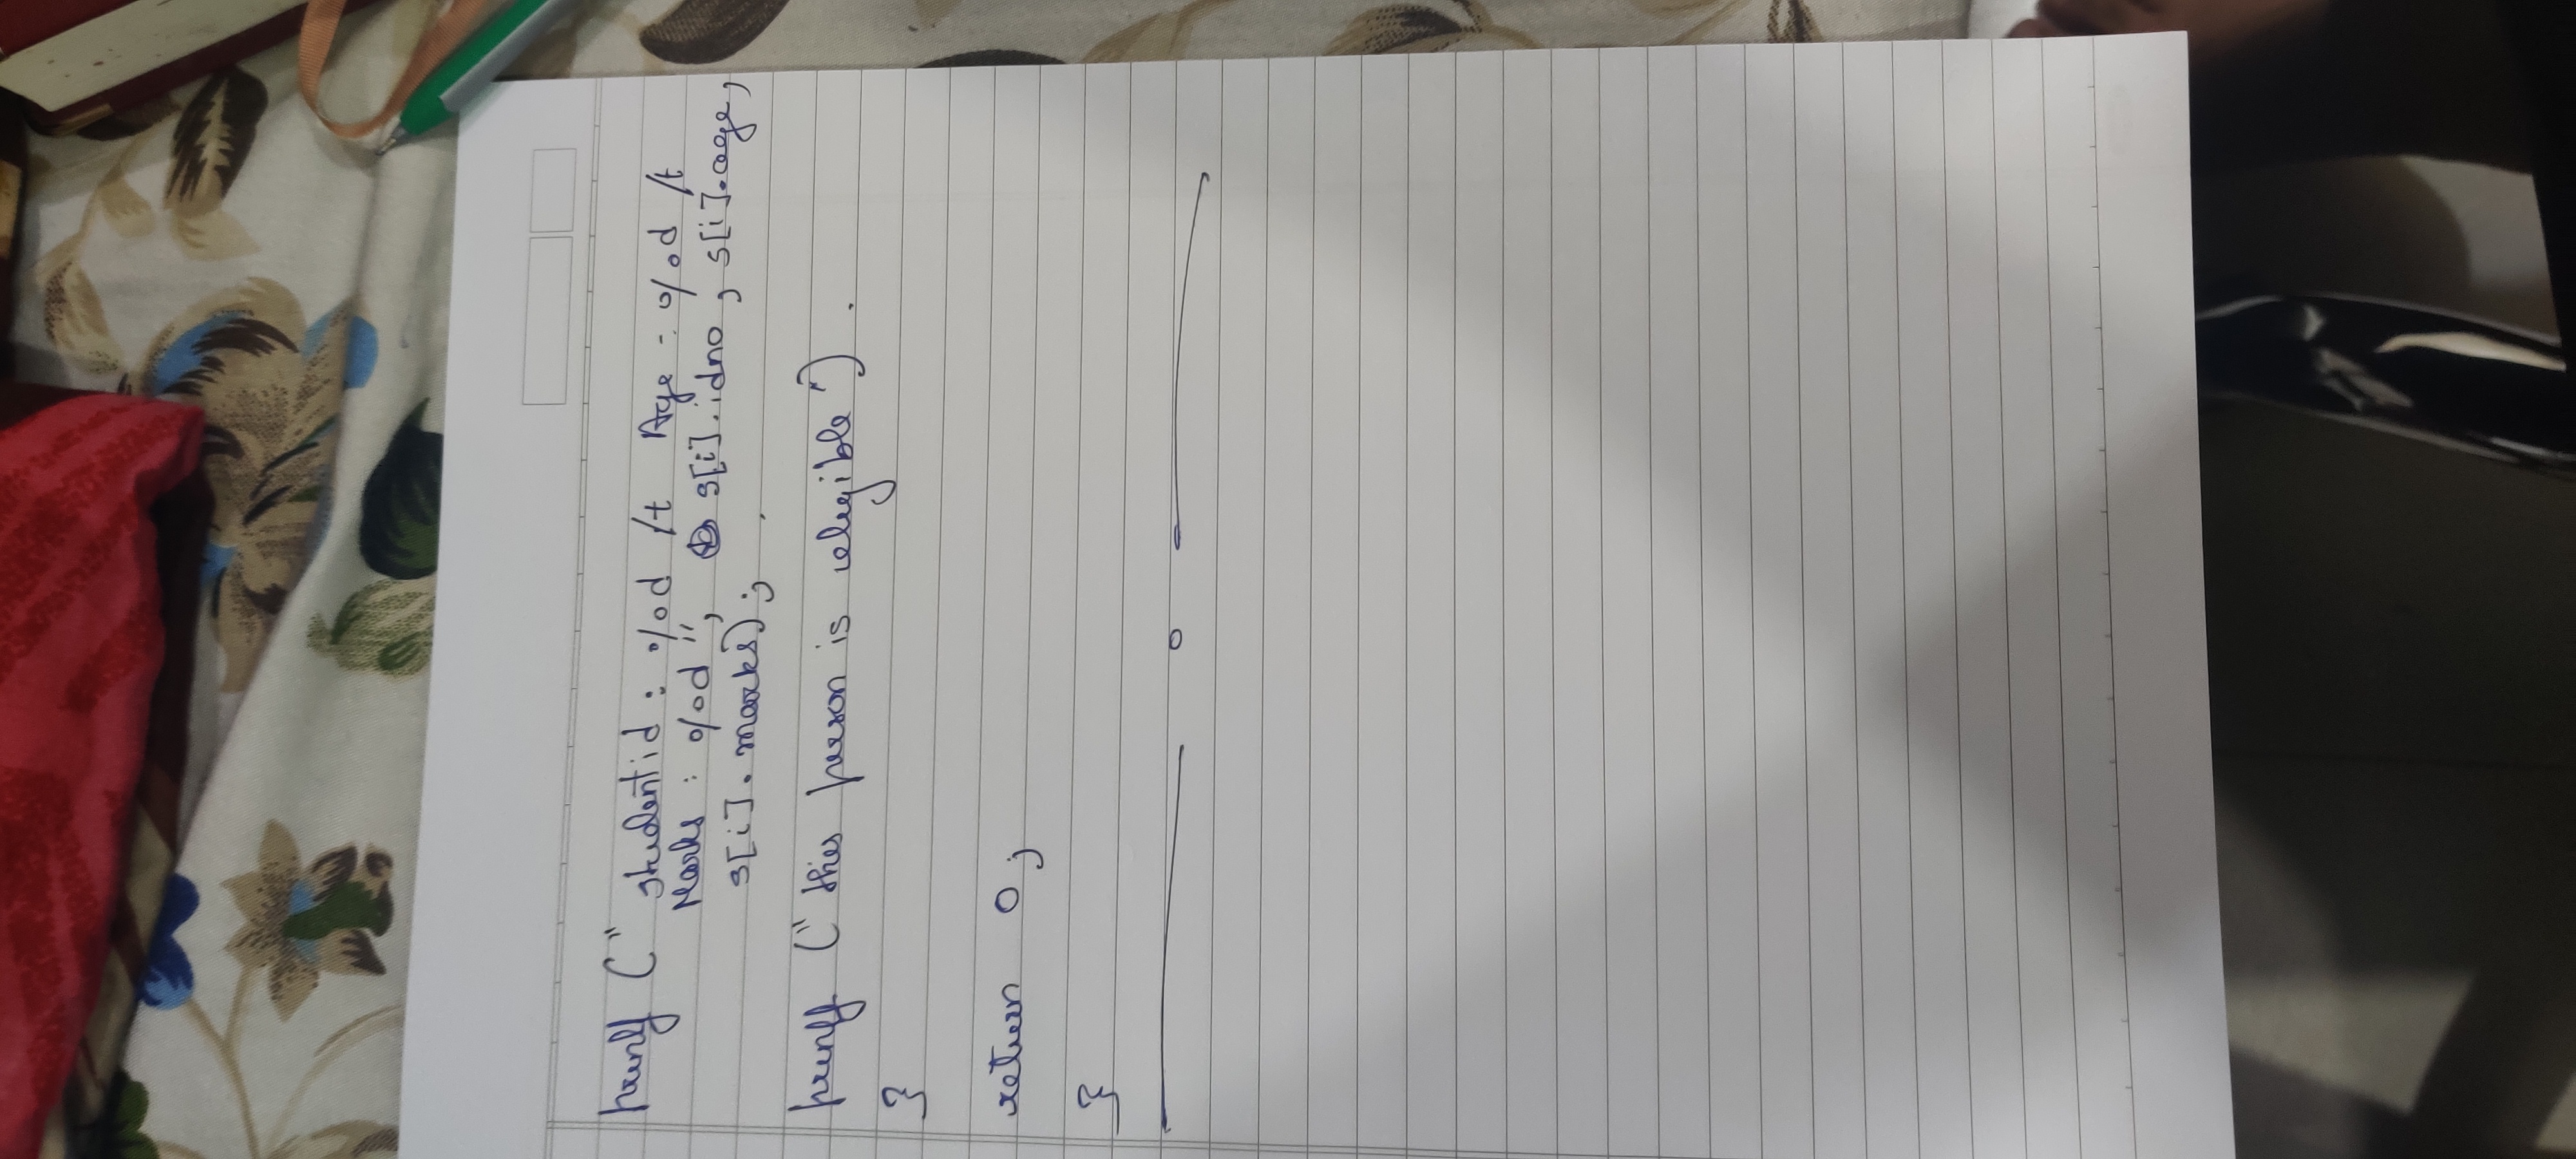 printf (" studentid : %d /t Age : %d /t
Marks : %d ", s[i].idno, s[i].age,
s[i].marks);
printf (" this person is eligible ") .
}
return 0;
}